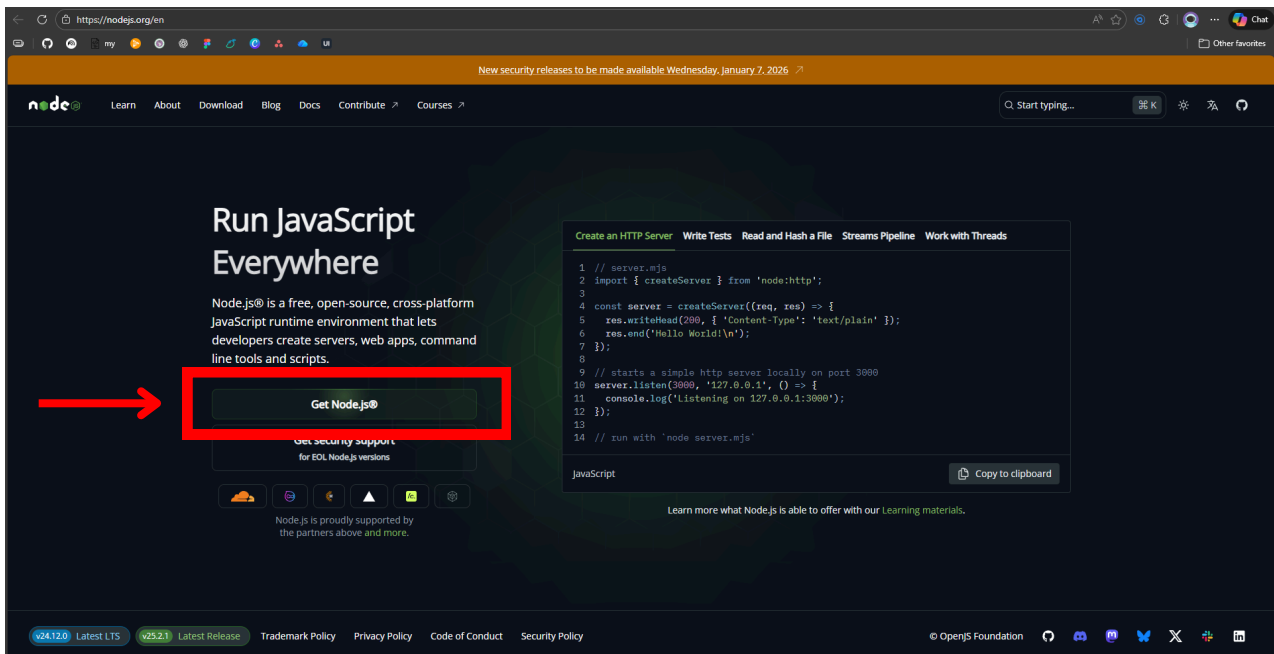 https://nodejs.org/en
Chat
my
UI
Other favorites
New security releases to be made available Wednesday, January 7, 2026 ↗
node JS
Learn About Download Blog Docs Contribute ↗ Courses ↗
Start typing...
⌘ K
Run JavaScript
Everywhere
Node.js® is a free, open-source, cross-platform
JavaScript runtime environment that lets
developers create servers, web apps, command
line tools and scripts.
Get Node.js®
Get security support
for EOL Node.js versions
Node.js is proudly supported by
the partners above and more.
Create an HTTP Server Write Tests Read and Hash a File Streams Pipeline Work with Threads
1 // server.mjs
2 import { createServer } from 'node:http';
3
4 const server = createServer((req, res) => {
5 res.writeHead(200, { 'Content-Type': 'text/plain' });
6 res.end('Hello World!\n');
7 });
8
9 // starts a simple http server locally on port 3000
10 server.listen(3000, '127.0.0.1', () => {
11 console.log('Listening on 127.0.0.1:3000');
12 });
13
14 // run with `node server.mjs`
JavaScript
Copy to clipboard
Learn more what Node.js is able to offer with our Learning materials.
v24.12.0 Latest LTS v25.2.1 Latest Release Trademark Policy Privacy Policy Code of Conduct Security Policy
© OpenJS Foundation